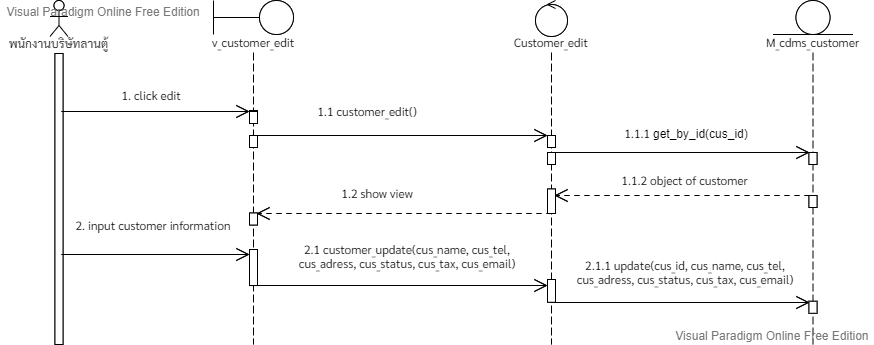 Visual Paradigm Online Free Edition
พนักงานบริษัทลานตู้
v_customer_edit
Customer_edit
M_cdms_customer
1. click edit
1.1 customer_edit()
1.1.1 get_by_id(cus_id)
1.1.2 object of customer
1.2 show view
2. input customer information
2.1 customer_update(cus_name, cus_tel,
cus_adress, cus_status, cus_tax, cus_email)
2.1.1 update(cus_id, cus_name, cus_tel,
cus_adress, cus_status, cus_tax, cus_email)
Visual Paradigm Online Free Edition